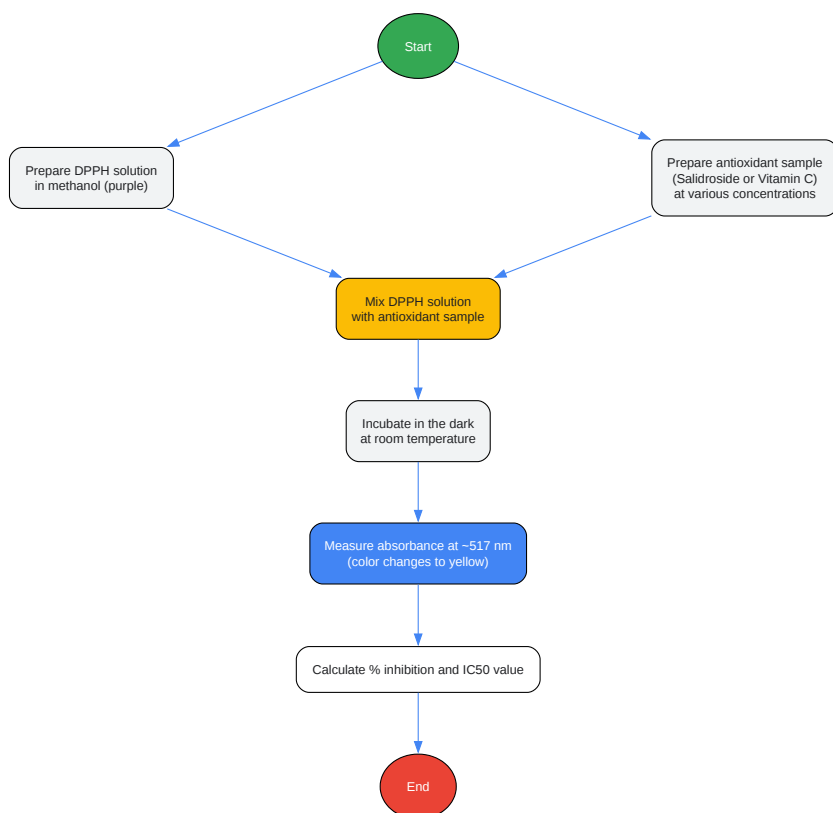 Start
Prepare DPPH solution
in methanol (purple)
Prepare antioxidant sample
(Salidroside or Vitamin C)
at various concentrations
Mix DPPH solution
with antioxidant sample
Incubate in the dark
at room temperature
Measure absorbance at ~517 nm
(color changes to yellow)
Calculate % inhibition and IC50 value
End